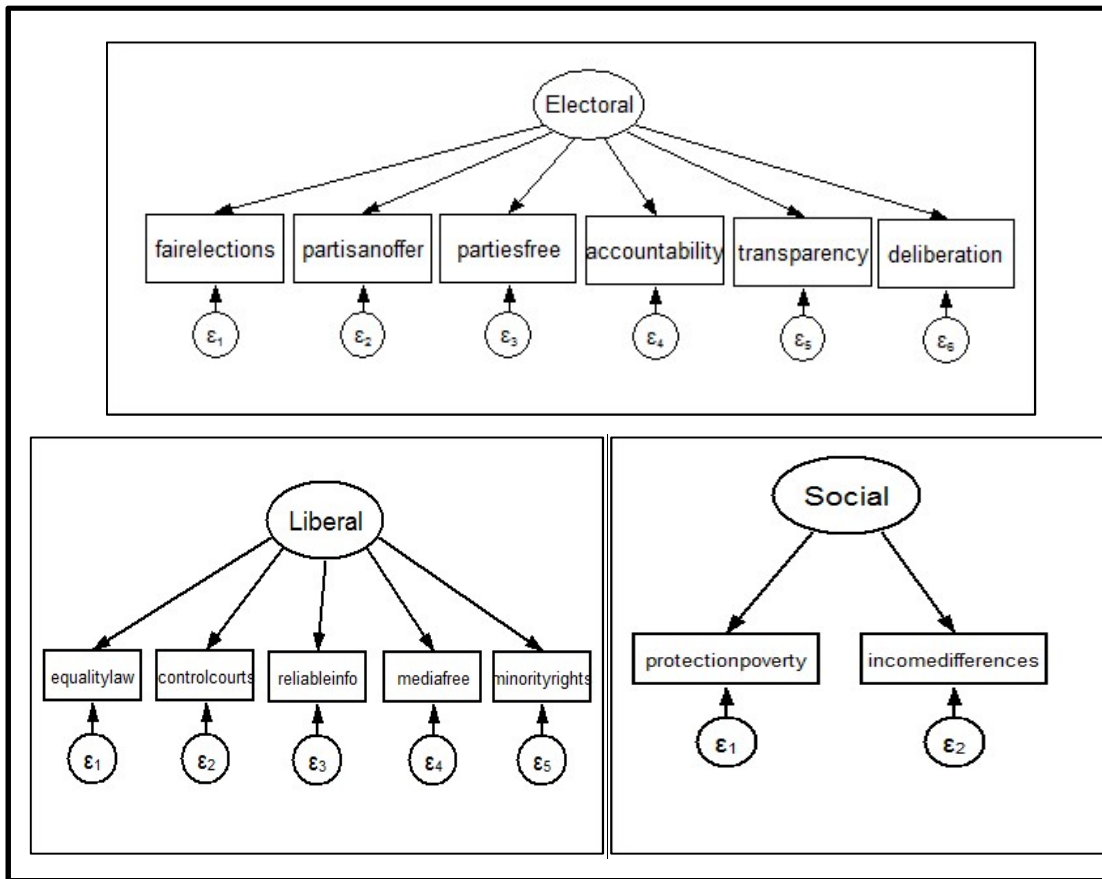 Electoral
fairelections partisanoffer partiesfree accountability transparency deliberation
ε₁ ε₂ ε₃ ε₄ ε₅ ε₆
Liberal
equalitylaw controlcourts reliableinfo mediafree minorityrights
ε₁ ε₂ ε₃ ε₄ ε₅
Social
protectionpoverty incomedifferences
ε₁ ε₂